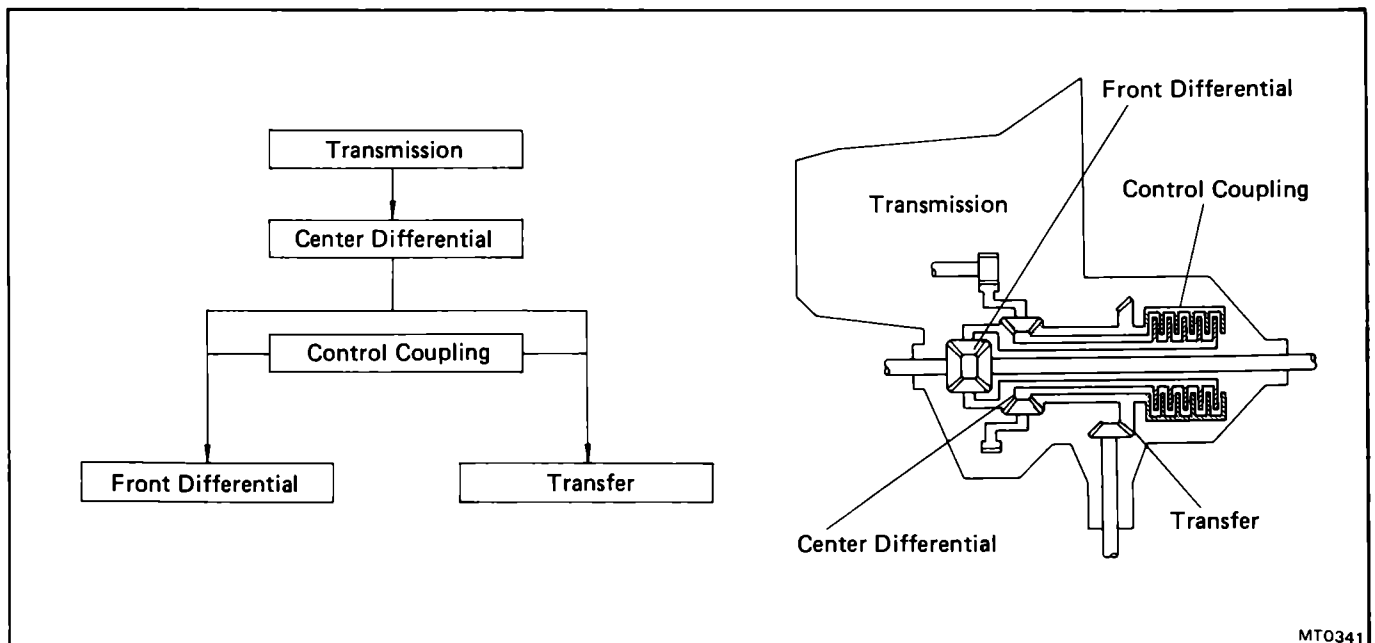 Transmission
Center Differential
Control Coupling
Front Differential
Transfer
Front Differential
Control Coupling
Transmission
Transfer
Center Differential
MT0341